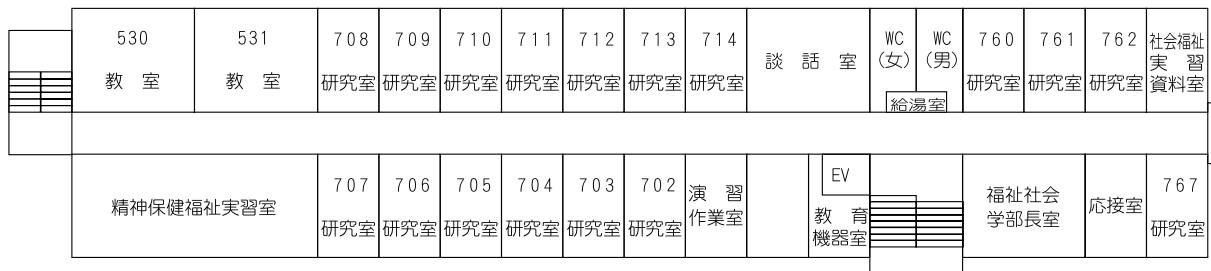 530
教 室
531
教 室
708
研究室
709
研究室
710
研究室
711
研究室
712
研究室
713
研究室
714
研究室
談 話 室
WC
(女)
WC
(男)
給湯室
760
研究室
761
研究室
762
研究室
社会福祉
実 習
資料室
精神保健福祉実習室
707
研究室
706
研究室
705
研究室
704
研究室
703
研究室
702
研究室
演 習
作業室
EV
教 育
機器室
福祉社会
学部長室
応接室
767
研究室